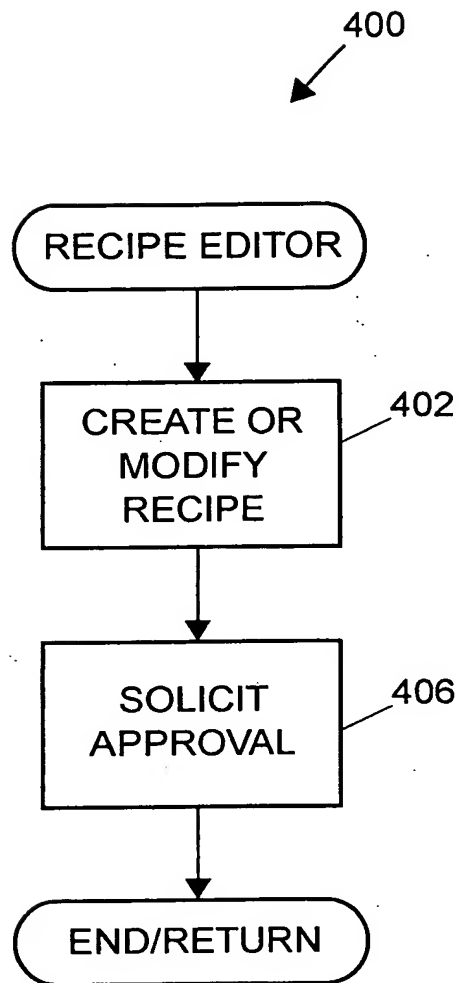 400
RECIPE EDITOR
CREATE OR
MODIFY
RECIPE
402
SOLICIT
APPROVAL
406
END/RETURN